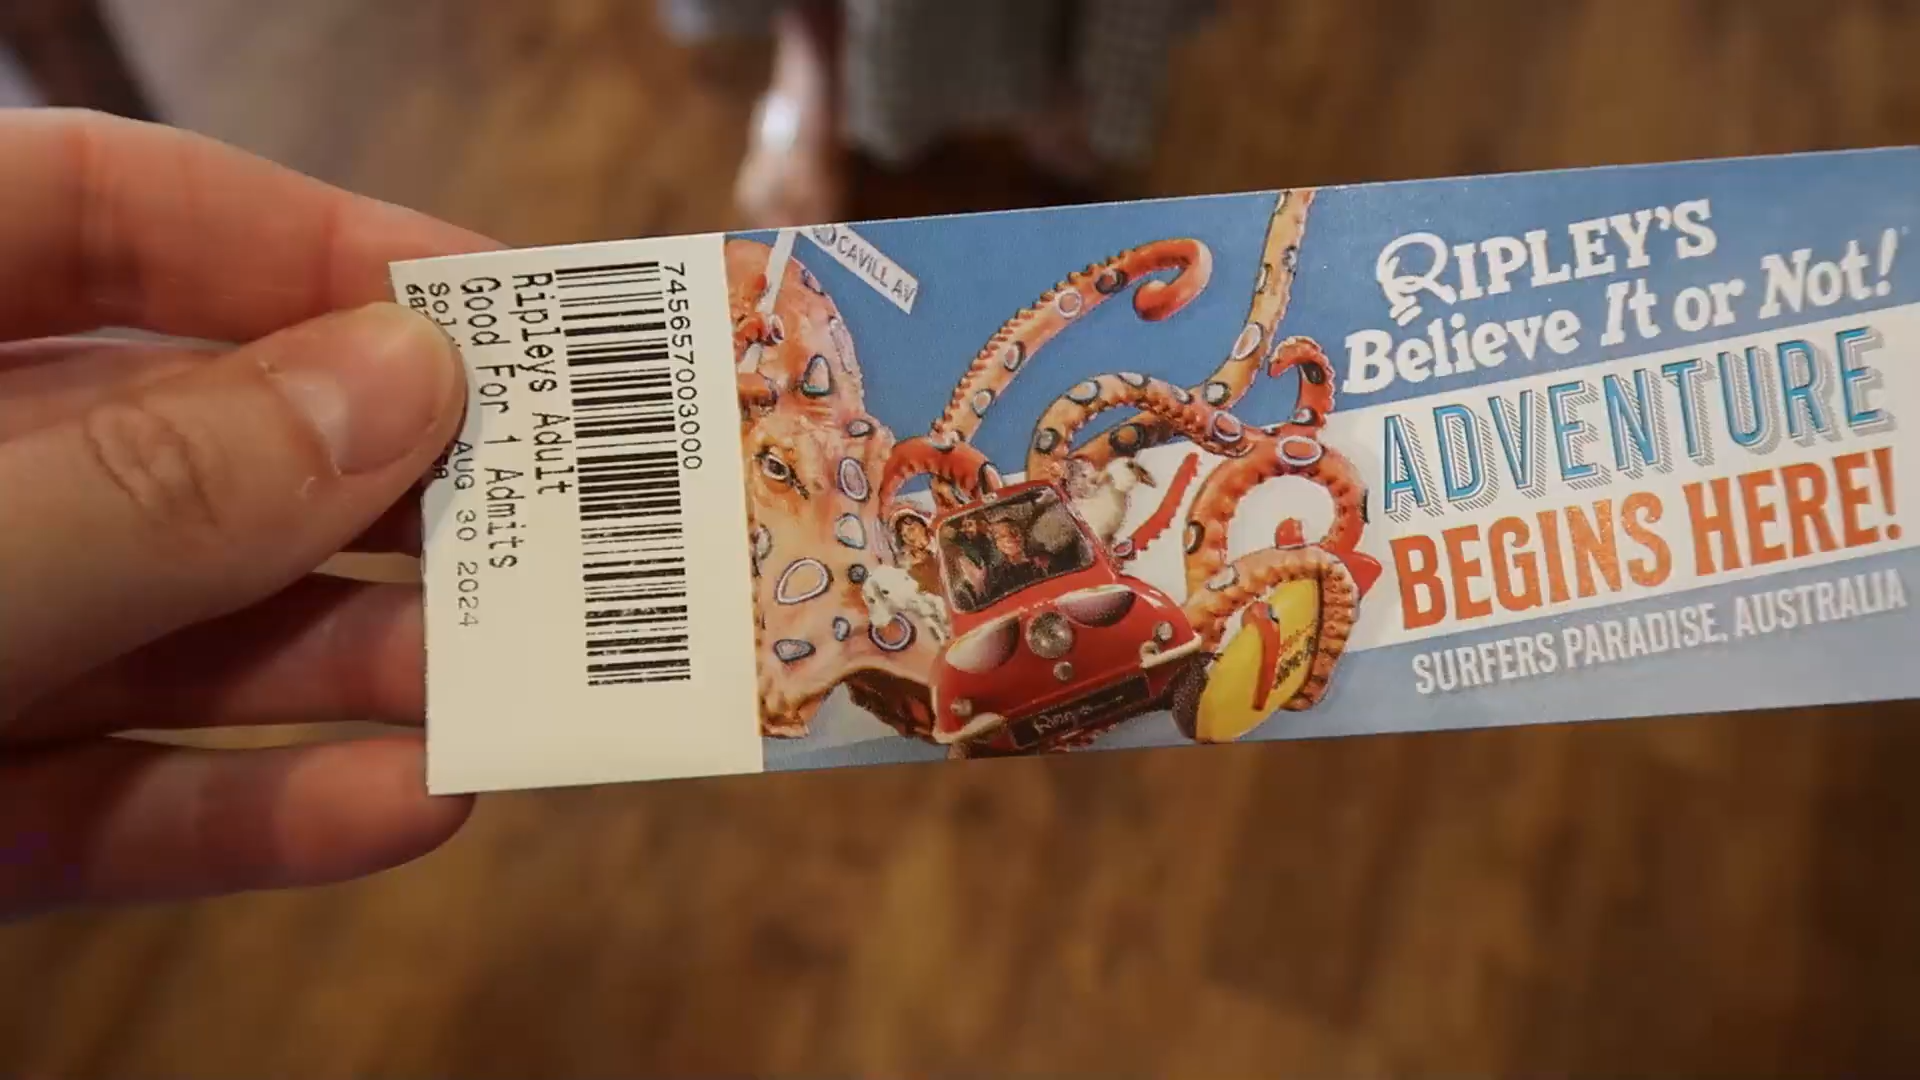 7456570003000
Ripleys Adult
Good For 1 Admits
AUG 30 2024
CAVILL AV
RIPLEY'S
Believe It or Not!
ADVENTURE
BEGINS HERE!
SURFERS PARADISE, AUSTRALIA